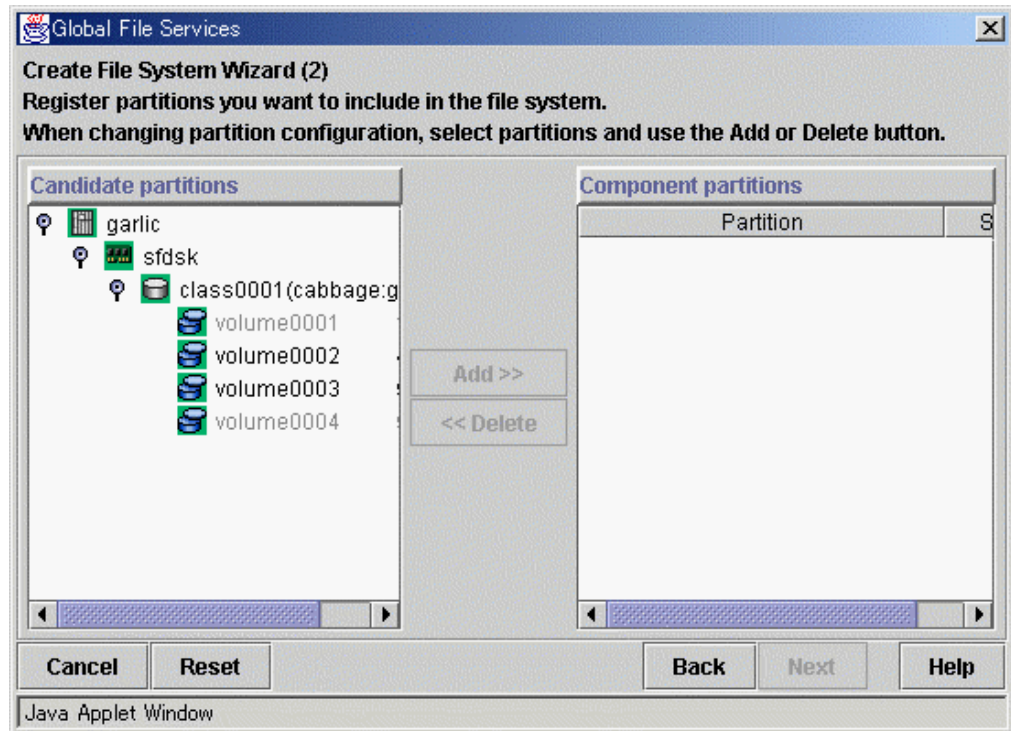 Global File Services
Create File System Wizard (2)
Register partitions you want to include in the file system.
When changing partition configuration, select partitions and use the Add or Delete button.
Candidate partitions
garlic
sfdsk
class0001(cabbage:g
volume0001
volume0002
volume0003
volume0004
Add >>
<< Delete
Component partitions
Partition S
Cancel Reset Back Next Help
Java Applet Window